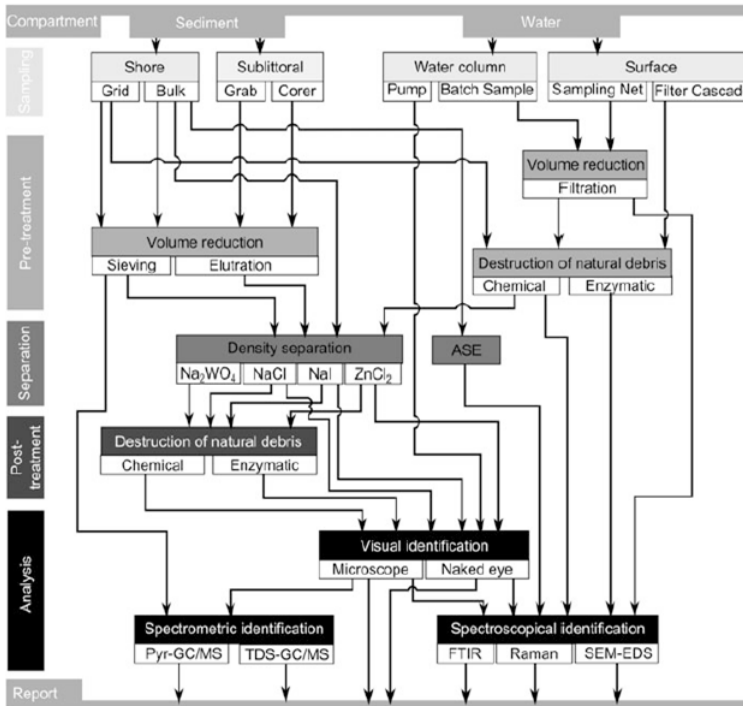 Compartment
Sediment
Water
Sampling
Shore
Grid
Bulk
Sublittoral
Grab
Corer
Water column
Pump
Batch Sample
Surface
Sampling Net
Filter Cascad
Pre-treatment
Volume reduction
Filtration
Volume reduction
Sieving
Elutration
Destruction of natural debris
Chemical
Enzymatic
Separation
Density separation
Na₂WO₄
NaCl
NaI
ZnCl₂
ASE
Post-
treatment
Destruction of natural debris
Chemical
Enzymatic
Analysis
Visual identification
Microscope
Naked eye
Spectrometric identification
Pyr-GC/MS
TDS-GC/MS
Spectroscopical identification
FTIR
Raman
SEM-EDS
Report